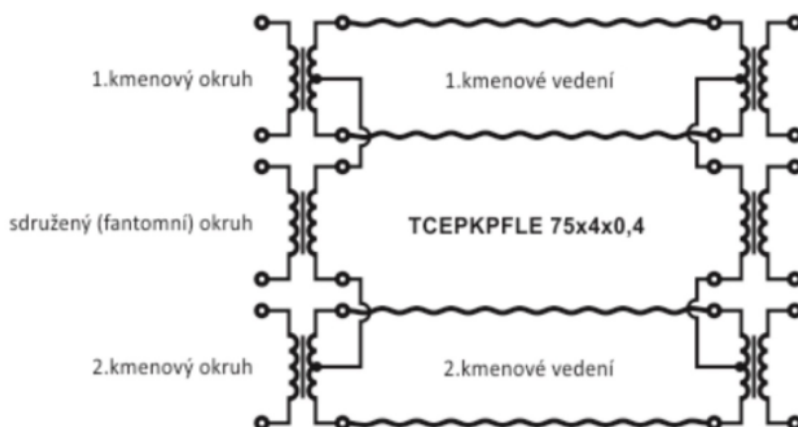 1.kmenový okruh
1.kmenové vedení
sdružený (fantomní) okruh
TCEPKPFLE 75x4x0,4
2.kmenový okruh
2.kmenové vedení